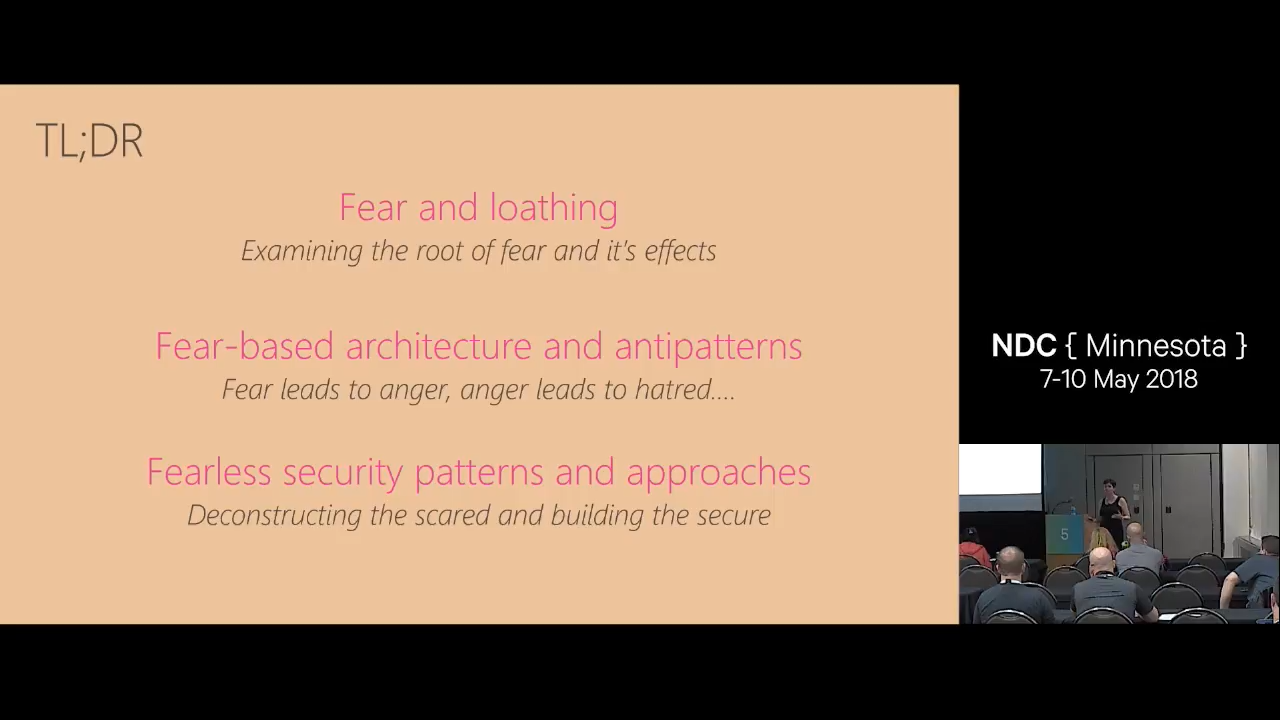 TL;DR
Fear and loathing
Examining the root of fear and it's effects
Fear-based architecture and antipatterns
Fear leads to anger, anger leads to hatred....
Fearless security patterns and approaches
Deconstructing the scared and building the secure
NDC { Minnesota }
7-10 May 2018
5